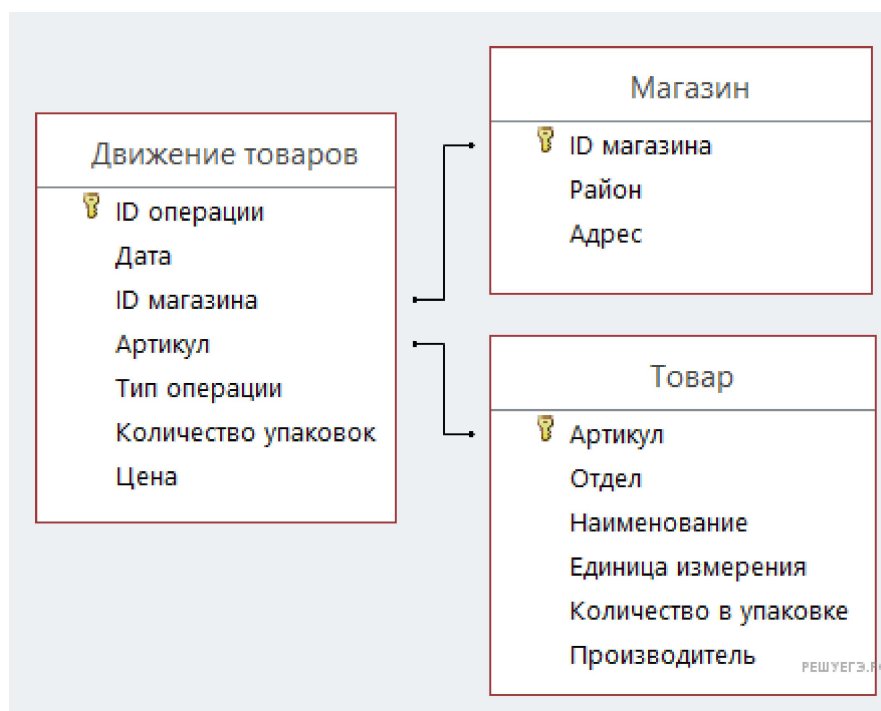 Движение товаров
ID операции
Дата
ID магазина
Артикул
Тип операции
Количество упаковок
Цена
Магазин
ID магазина
Район
Адрес
Товар
Артикул
Отдел
Наименование
Единица измерения
Количество в упаковке
Производитель
РЕШУЕГЭ.Р